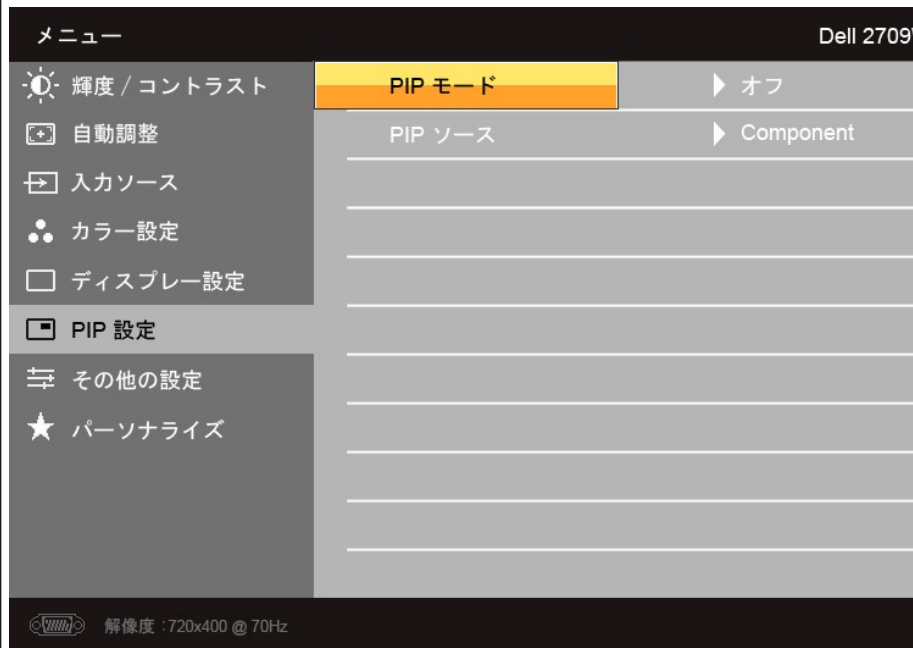 メニュー
Dell 2709W
輝度 / コントラスト
PIP モード
オフ
自動調整
PIP ソース
Component
入力ソース
カラー設定
ディスプレー設定
PIP 設定
その他の設定
パーソナライズ
解像度 :720x400 @ 70Hz